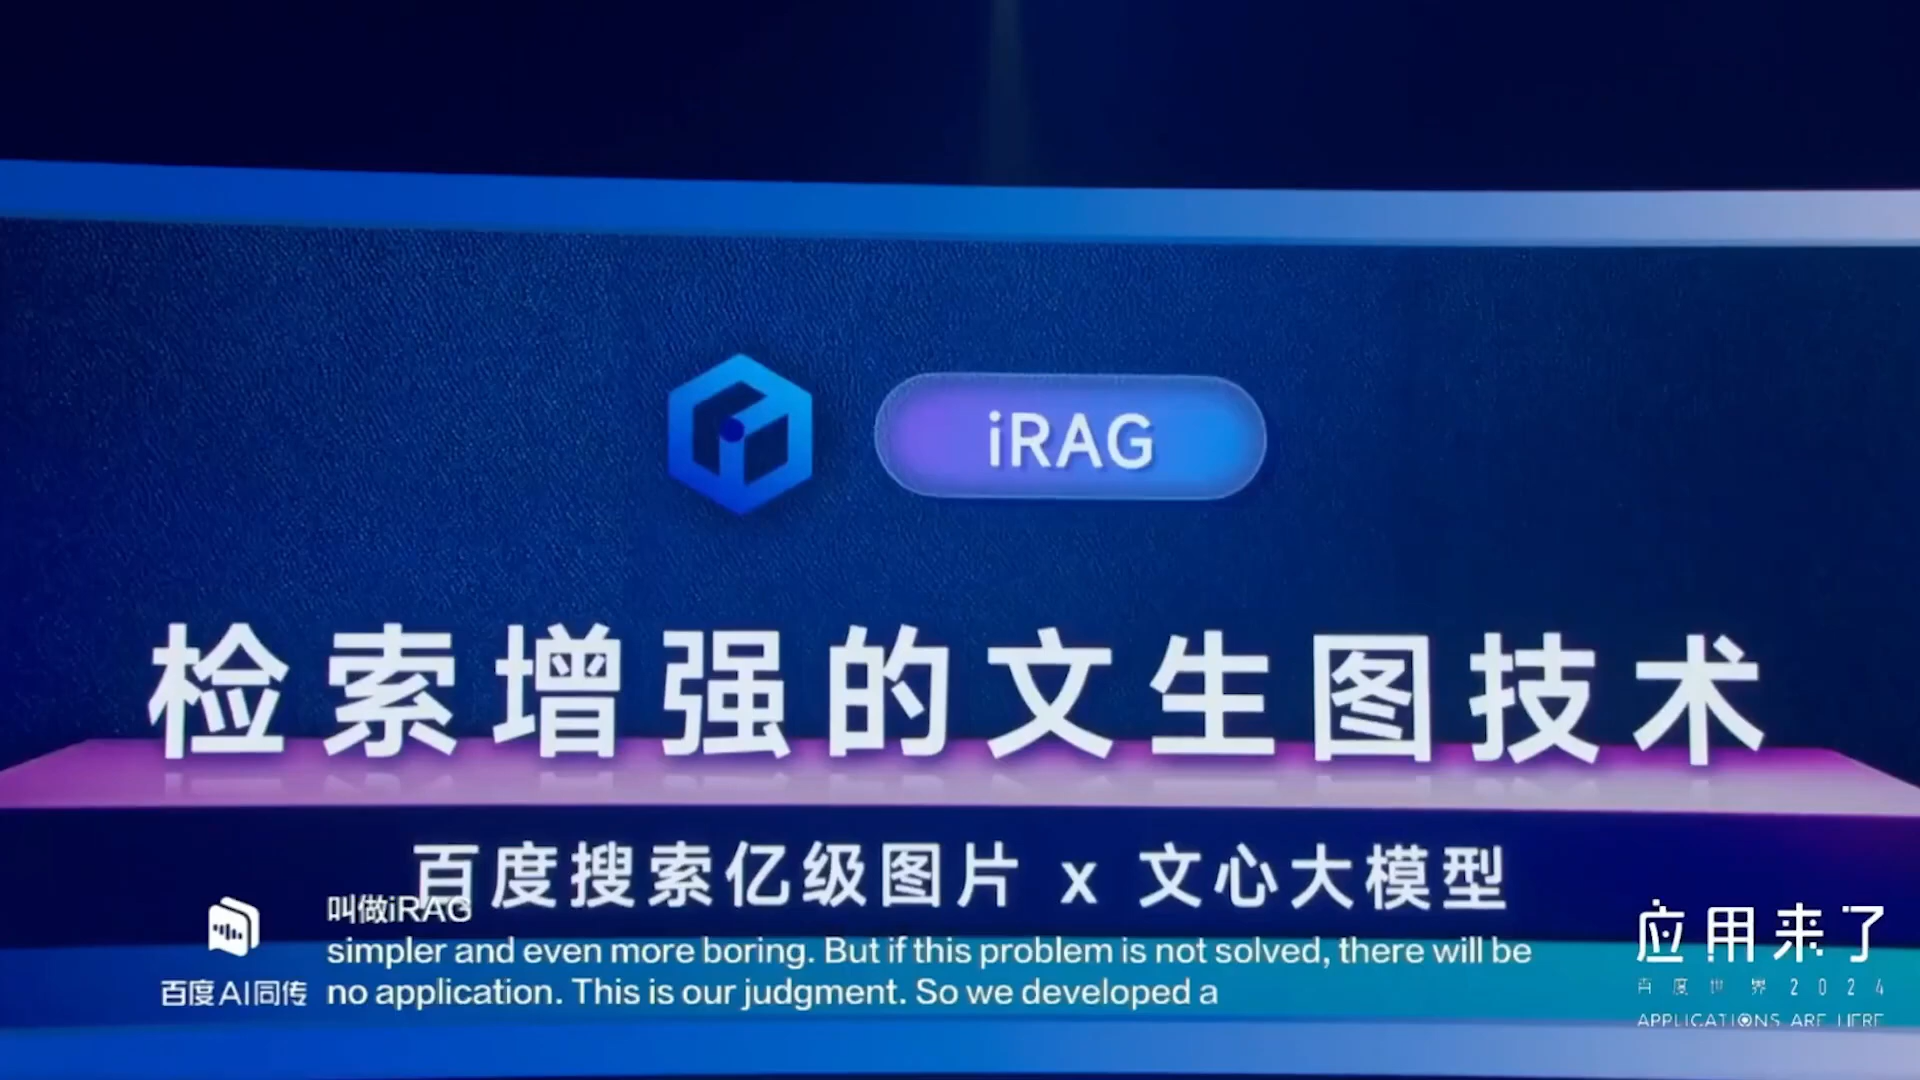 iRAG
检索增强的文生图技术
百度搜索亿级图片 x 文心大模型
叫做iRAG
simpler and even more boring. But if this problem is not solved, there will be
no application. This is our judgment. So we developed a
百度AI同传
应用来了
百度世界2024
APPLICATIONS ARE HERE